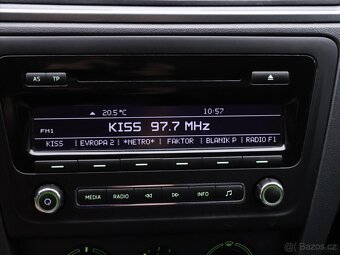 AS TP
20.5°C 10:57
KISS 97.7 MHz
FM1
KISS | EVROPA 2 | *METRO* | FAKTOR | BLANIK P | RADIO F1
MEDIA RADIO INFO
Bazos.cz